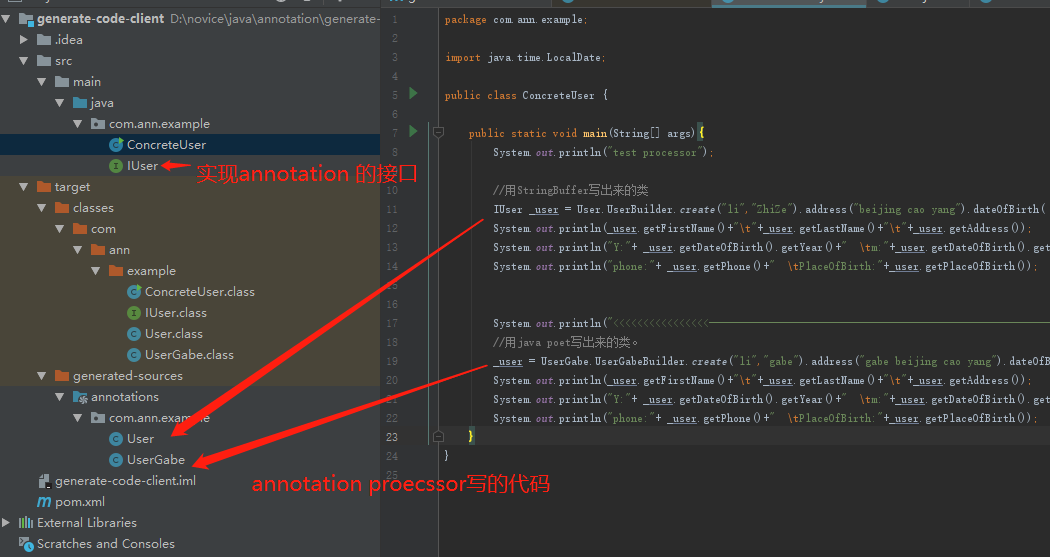 generate-code-client D:\novice\java\annotation\generate-
.idea
src
main
java
com.ann.example
ConcreteUser
IUser
实现annotation 的接口
target
classes
com
ann
example
ConcreteUser.class
IUser.class
User.class
UserGabe.class
generated-sources
annotations
com.ann.example
User
UserGabe
annotation proecssor写的代码
generate-code-client.iml
pom.xml
External Libraries
Scratches and Consoles
1 package com.ann.example;
2
3 import java.time.LocalDate;
4
5 public class ConcreteUser {
6
7 public static void main(String[] args){
8 System.out.println("test processor");
10 //用StringBuffer写出来的类
11 IUser _user = User.UserBuilder.create("li","ZhiZe").address("beijing cao yang").dateOfBirth(
12 System.out.println(_user.getFirstName()+"\t"+_user.getLastName()+"\t"+_user.getAddress());
13 System.out.println("Y:"+ _user.getDateOfBirth().getYear()+" \tm:"+_user.getDateOfBirth().get
14 System.out.println("phone:"+ _user.getPhone()+" \tPlaceOfBirth:"+_user.getPlaceOfBirth());
15
16
17 System.out.println("<<<<<<<<<<<<<<<<
18 //用java poet写出来的类。
19 _user = UserGabe.UserGabeBuilder.create("li","gabe").address("gabe beijing cao yang").dateOfB
20 System.out.println(_user.getFirstName()+"\t"+_user.getLastName()+"\t"+_user.getAddress());
21 System.out.println("Y:"+ _user.getDateOfBirth().getYear()+" \tm:"+_user.getDateOfBirth().get
22 System.out.println("phone:"+ _user.getPhone()+" \tPlaceOfBirth:"+_user.getPlaceOfBirth());
23 }
24 }
25